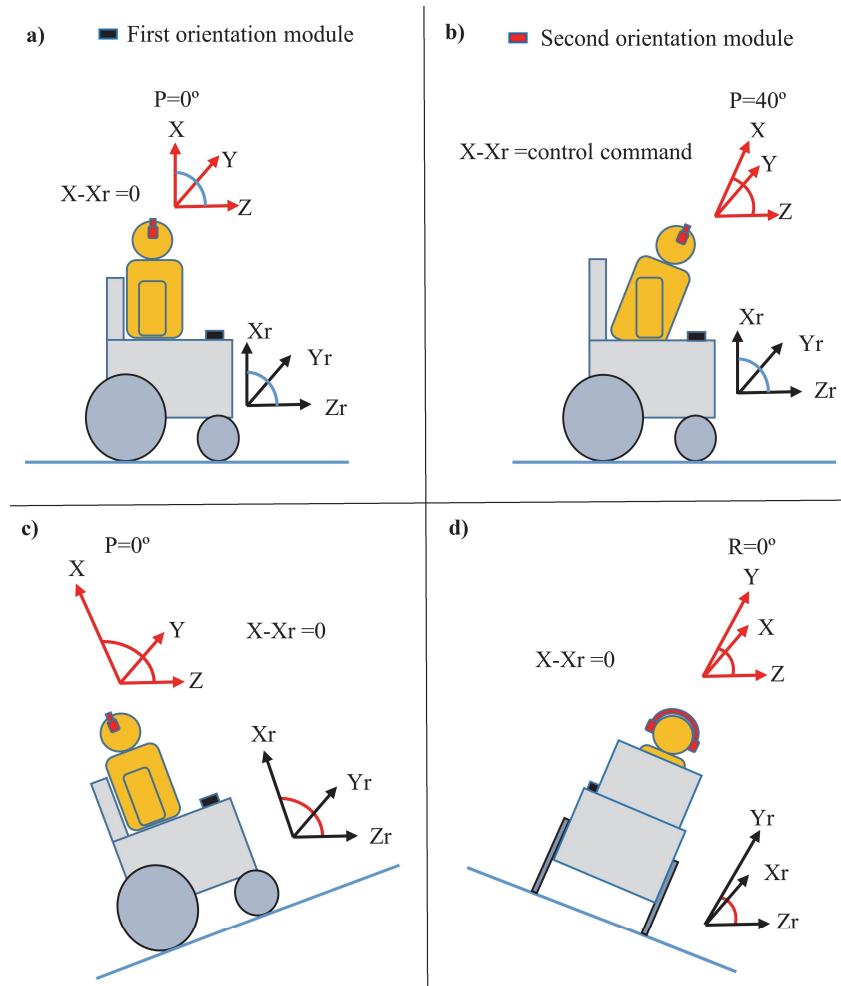 a)
First orientation module
P=0º
X
Y
X-Xr =0
Z
Xr
Yr
Zr
b)
Second orientation module
P=40º
X
X-Xr =control command
Y
Z
Xr
Yr
Zr
c)
P=0º
X
Y
X-Xr =0
Z
Xr
Yr
Zr
d)
R=0º
Y
X
X-Xr =0
Z
Yr
Xr
Zr